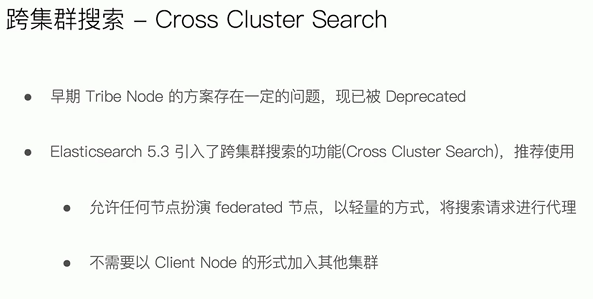 跨集群搜索 – Cross Cluster Search
● 早期 Tribe Node 的方案存在一定的问题，现已被 Deprecated
● Elasticsearch 5.3 引入了跨集群搜索的功能(Cross Cluster Search)，推荐使用
● 允许任何节点扮演 federated 节点，以轻量的方式，将搜索请求进行代理
● 不需要以 Client Node 的形式加入其他集群